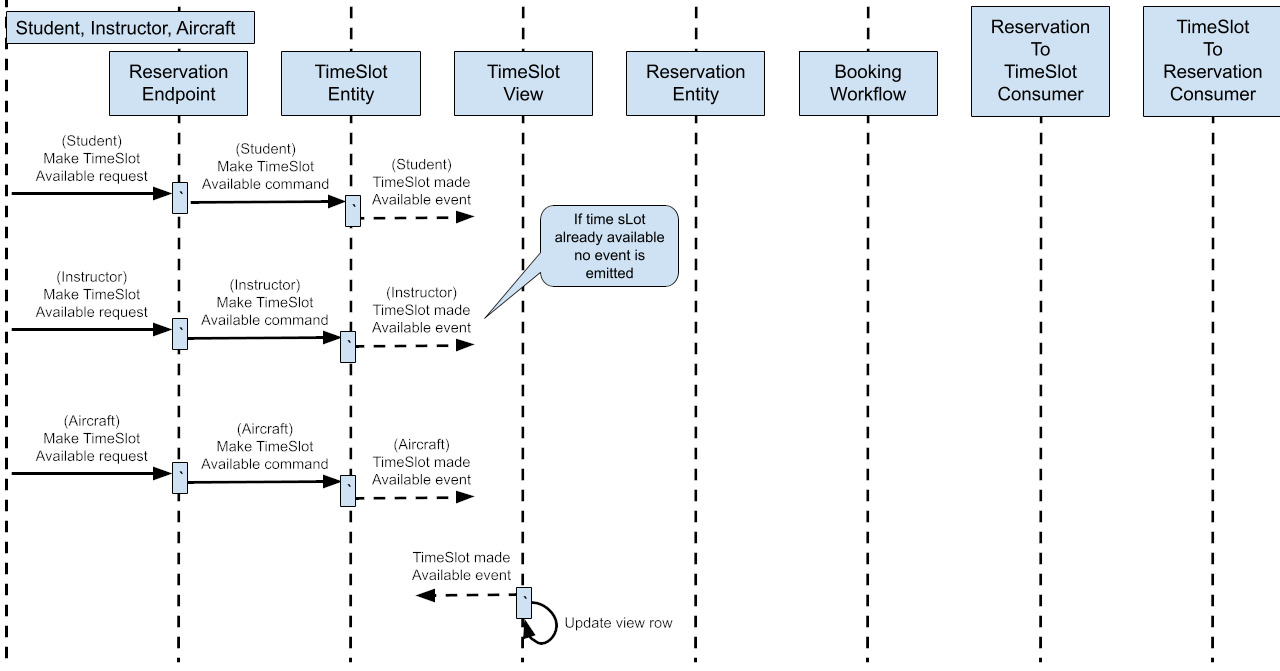 Student, Instructor, Aircraft
Reservation
Endpoint
TimeSlot
Entity
TimeSlot
View
Reservation
Entity
Booking
Workflow
Reservation
To
TimeSlot
Consumer
TimeSlot
To
Reservation
Consumer
(Student)
Make TimeSlot
Available request
(Student)
Make TimeSlot
Available command
(Student)
TimeSlot made
Available event
If time sLot
already available
no event is
emitted
(Instructor)
Make TimeSlot
Available request
(Instructor)
Make TimeSlot
Available command
(Instructor)
TimeSlot made
Available event
(Aircraft)
Make TimeSlot
Available request
(Aircraft)
Make TimeSlot
Available command
(Aircraft)
TimeSlot made
Available event
TimeSlot made
Available event
Update view row